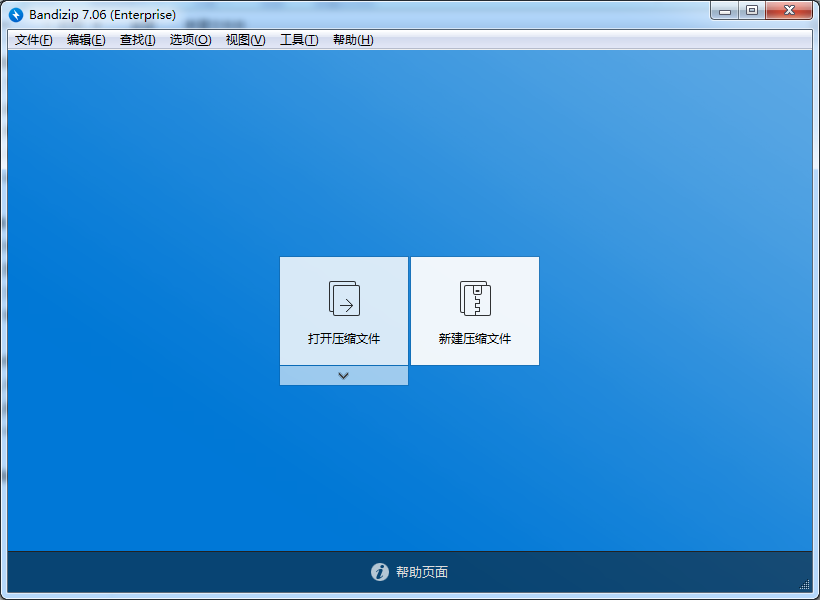 Bandizip 7.06 (Enterprise)
文件(F) 编辑(E) 查找(I) 选项(O) 视图(V) 工具(T) 帮助(H)
打开压缩文件 新建压缩文件
帮助页面